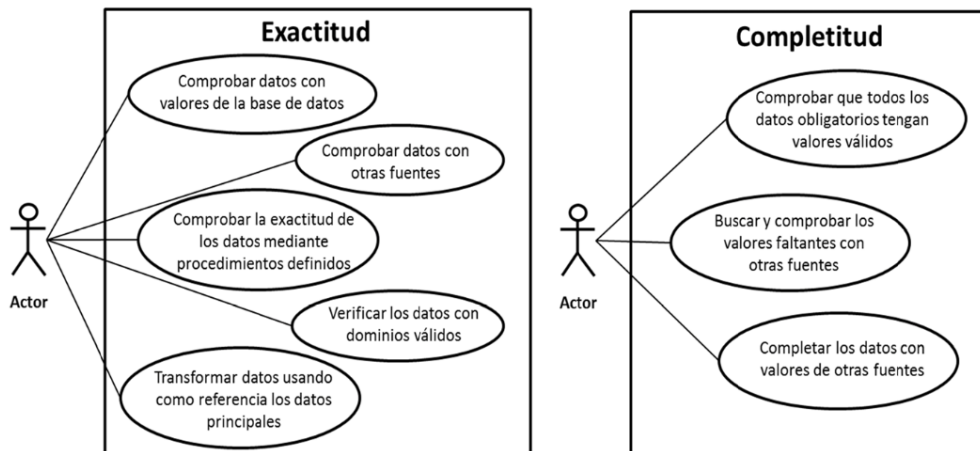 Exactitud
Comprobar datos con
valores de la base de datos
Comprobar datos con
otras fuentes
Comprobar la exactitud de
los datos mediante
procedimientos definidos
Verificar los datos con
dominios válidos
Transformar datos usando
como referencia los datos
principales
Actor
Completitud
Comprobar que todos los
datos obligatorios tengan
valores válidos
Buscar y comprobar los
valores faltantes con
otras fuentes
Completar los datos con
valores de otras fuentes
Actor